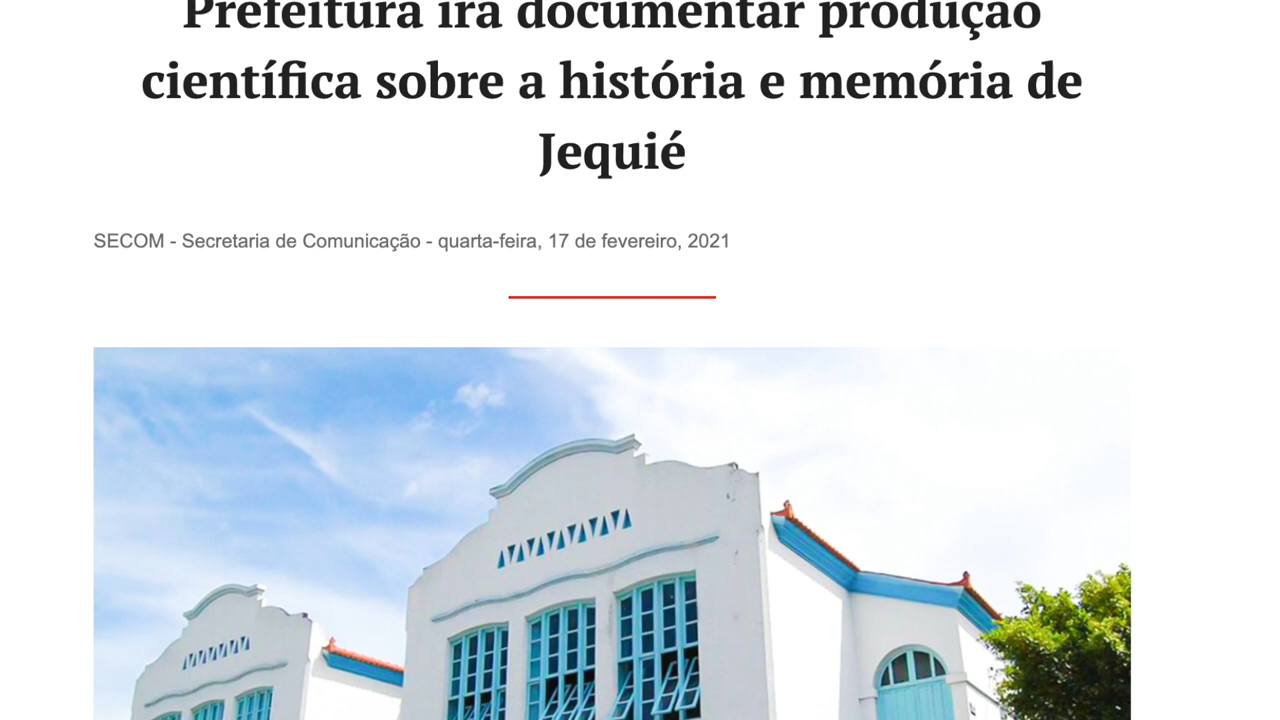 Prefeitura irá documentar produção
científica sobre a história e memória de
Jequié
SECOM - Secretaria de Comunicação - quarta-feira, 17 de fevereiro, 2021